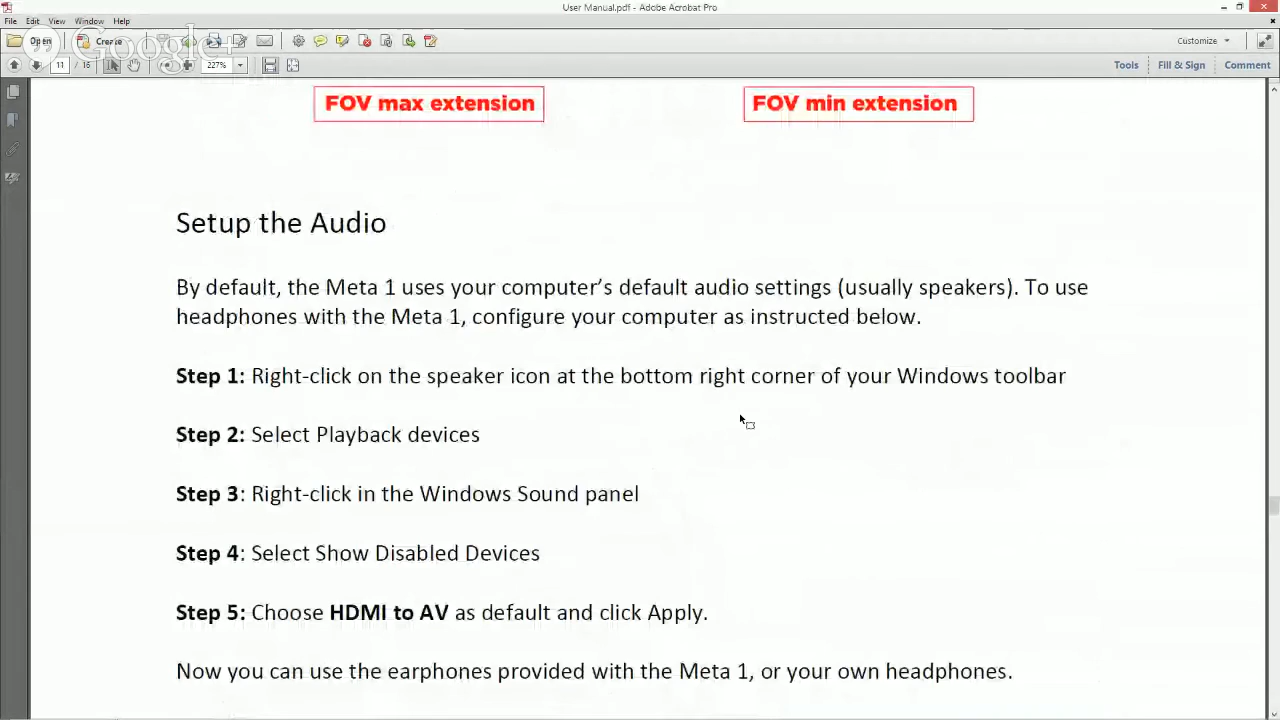 User Manual.pdf - Adobe Acrobat Pro
File Edit View Window Help
Open Create Customize
Google+
11 / 15 227% Tools Fill & Sign Comment
FOV max extension FOV min extension
Setup the Audio
By default, the Meta 1 uses your computer’s default audio settings (usually speakers). To use
headphones with the Meta 1, configure your computer as instructed below.
Step 1: Right-click on the speaker icon at the bottom right corner of your Windows toolbar
Step 2: Select Playback devices
Step 3: Right-click in the Windows Sound panel
Step 4: Select Show Disabled Devices
Step 5: Choose HDMI to AV as default and click Apply.
Now you can use the earphones provided with the Meta 1, or your own headphones.